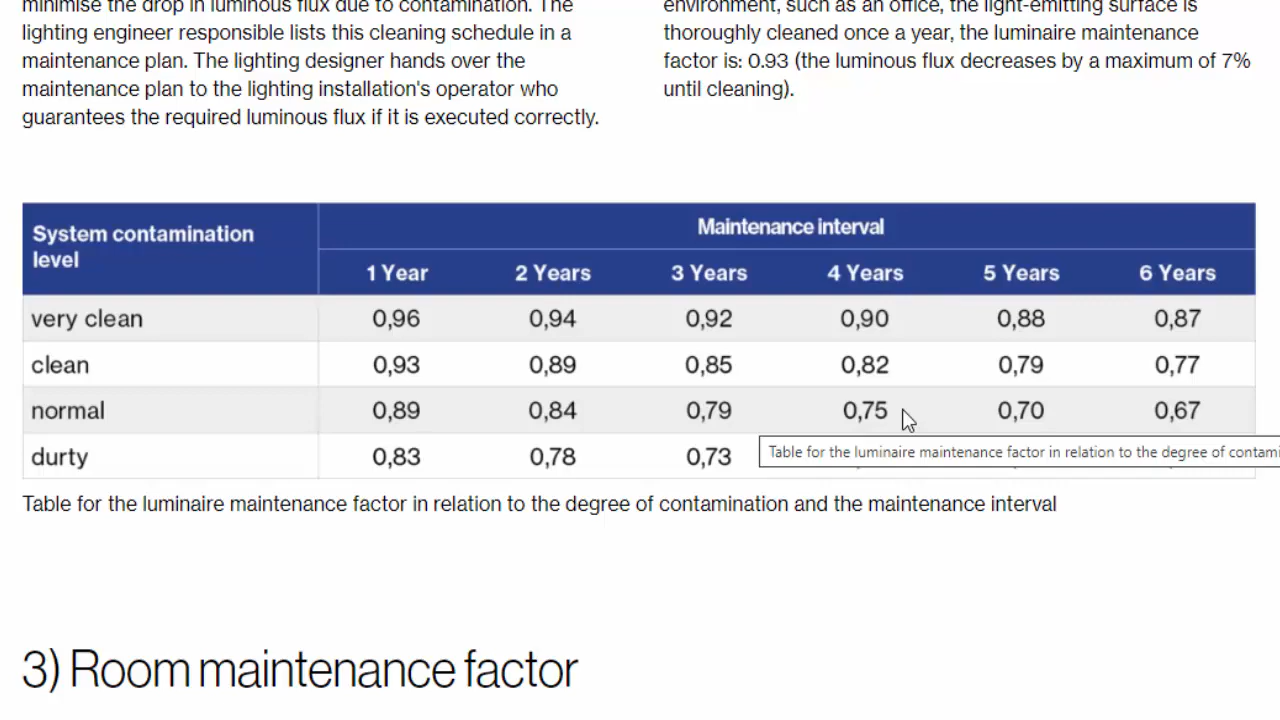 minimise the drop in luminous flux due to contamination. The
lighting engineer responsible lists this cleaning schedule in a
maintenance plan. The lighting designer hands over the
maintenance plan to the lighting installation's operator who
guarantees the required luminous flux if it is executed correctly.
environment, such as an office, the light-emitting surface is
thoroughly cleaned once a year, the luminaire maintenance
factor is: 0.93 (the luminous flux decreases by a maximum of 7%
until cleaning).
System contamination
level
Maintenance interval
1 Year 2 Years 3 Years 4 Years 5 Years 6 Years
very clean 0,96 0,94 0,92 0,90 0,88 0,87
clean 0,93 0,89 0,85 0,82 0,79 0,77
normal 0,89 0,84 0,79 0,75 0,70 0,67
durty 0,83 0,78 0,73
Table for the luminaire maintenance factor in relation to the degree of contami
Table for the luminaire maintenance factor in relation to the degree of contamination and the maintenance interval
3) Room maintenance factor